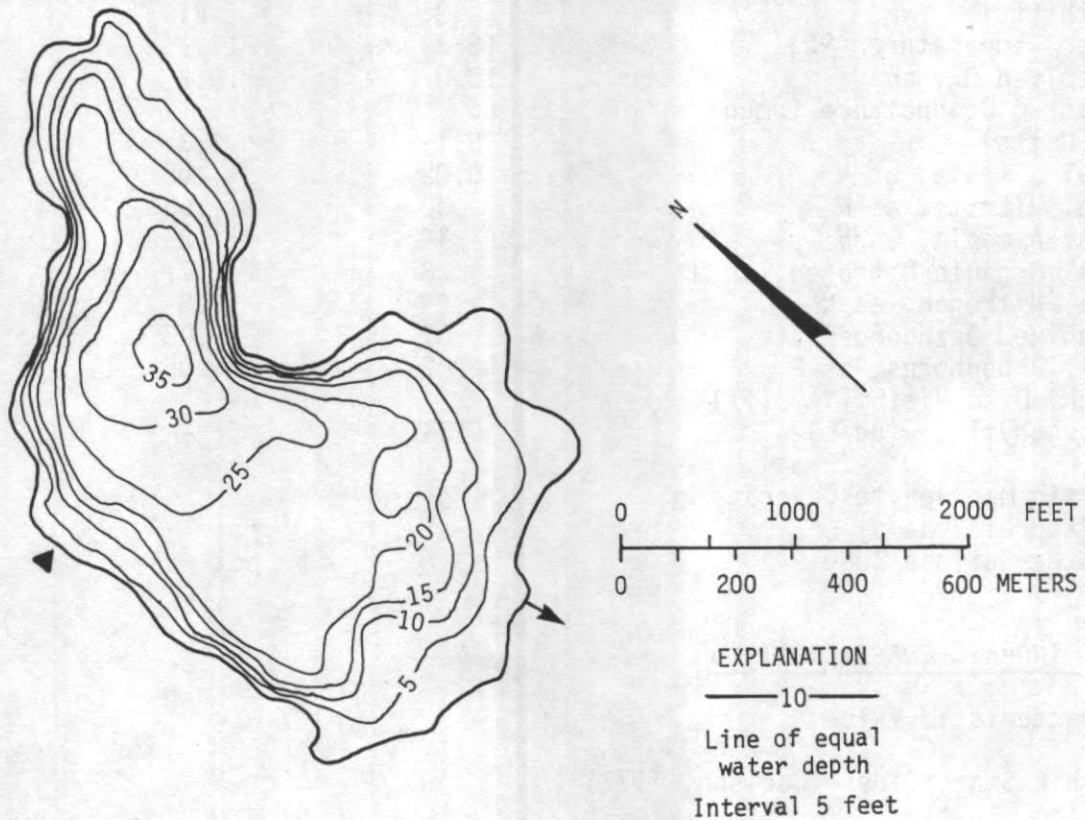 N
35
30
25
20
15
10
5
0 1000 2000 FEET
0 200 400 600 METERS
EXPLANATION
10
Line of equal
water depth
Interval 5 feet